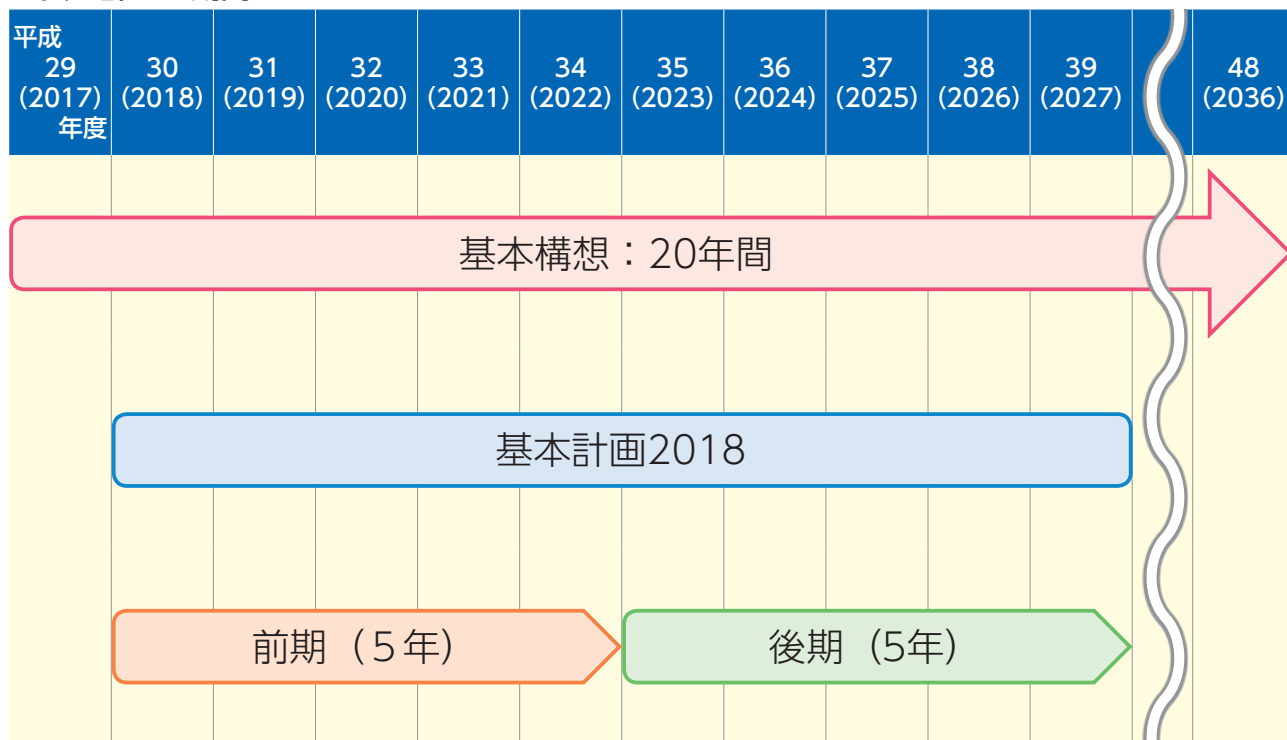 平成
29 30 31 32 33 34 35 36 37 38 39 48
(2017) (2018) (2019) (2020) (2021) (2022) (2023) (2024) (2025) (2026) (2027) (2036)
年度
基本構想：20年間
基本計画2018
前期（５年） 後期（5年）